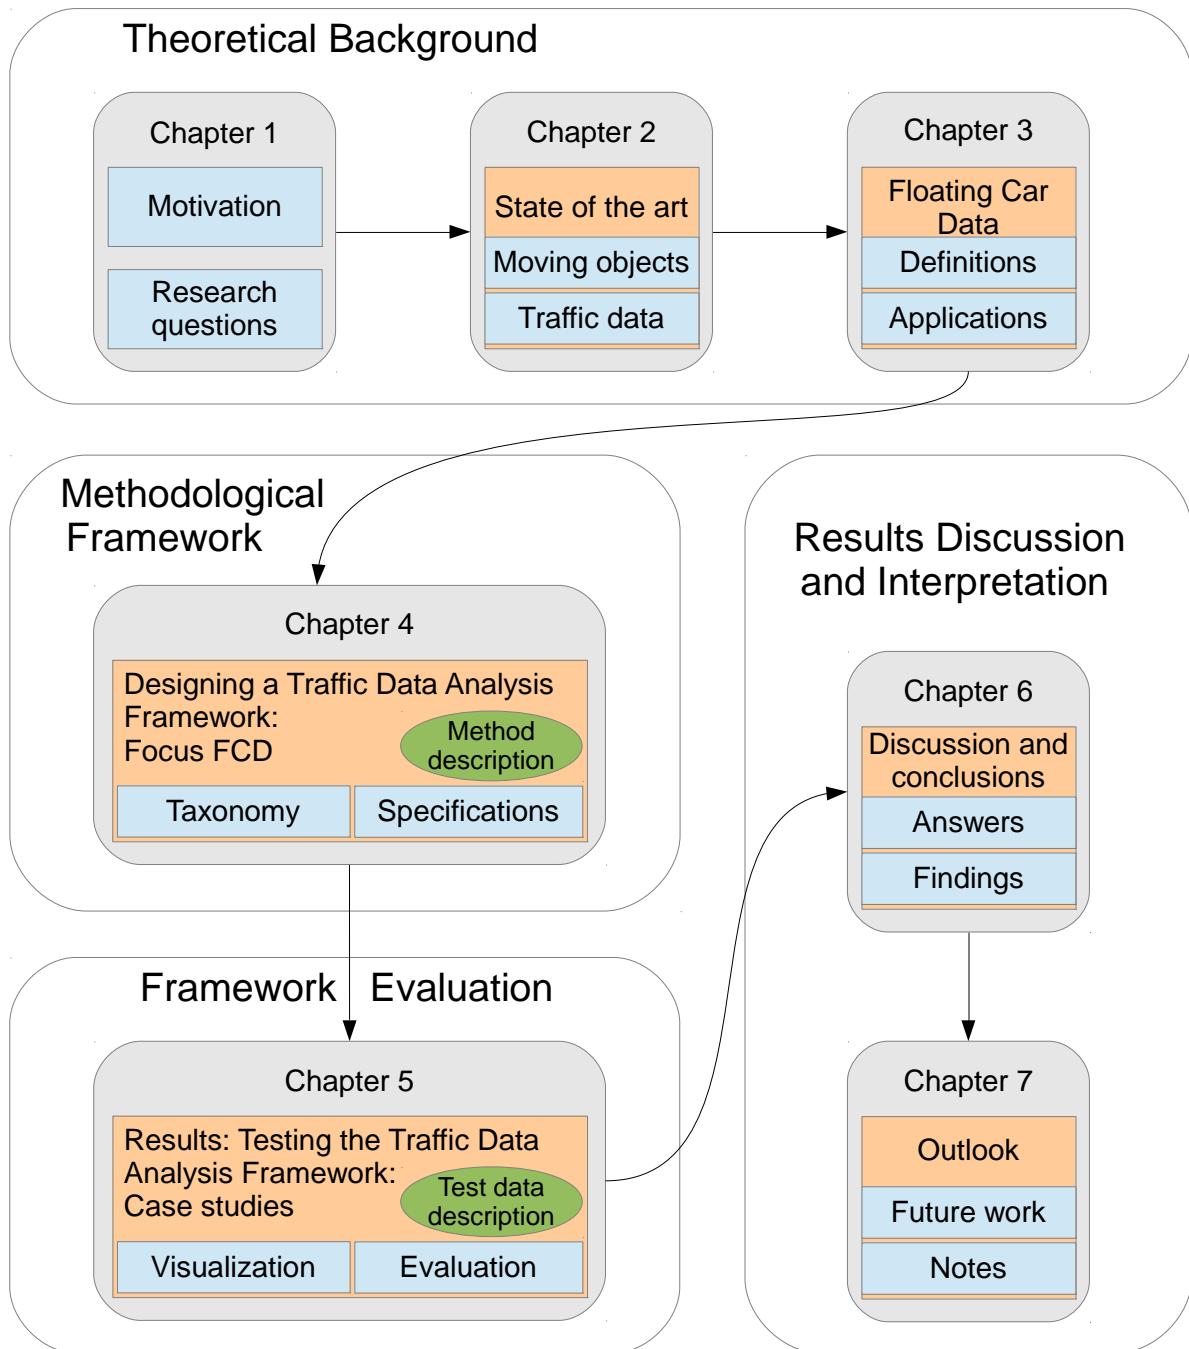 Theoretical Background
Chapter 1
Motivation
Research
questions
Chapter 2
State of the art
Moving objects
Traffic data
Chapter 3
Floating Car
Data
Definitions
Applications
Methodological
Framework
Chapter 4
Designing a Traffic Data Analysis
Framework:
Focus FCD
Method
description
Taxonomy
Specifications
Framework Evaluation
Chapter 5
Results: Testing the Traffic Data
Analysis Framework:
Case studies
Test data
description
Visualization
Evaluation
Results Discussion
and Interpretation
Chapter 6
Discussion and
conclusions
Answers
Findings
Chapter 7
Outlook
Future work
Notes